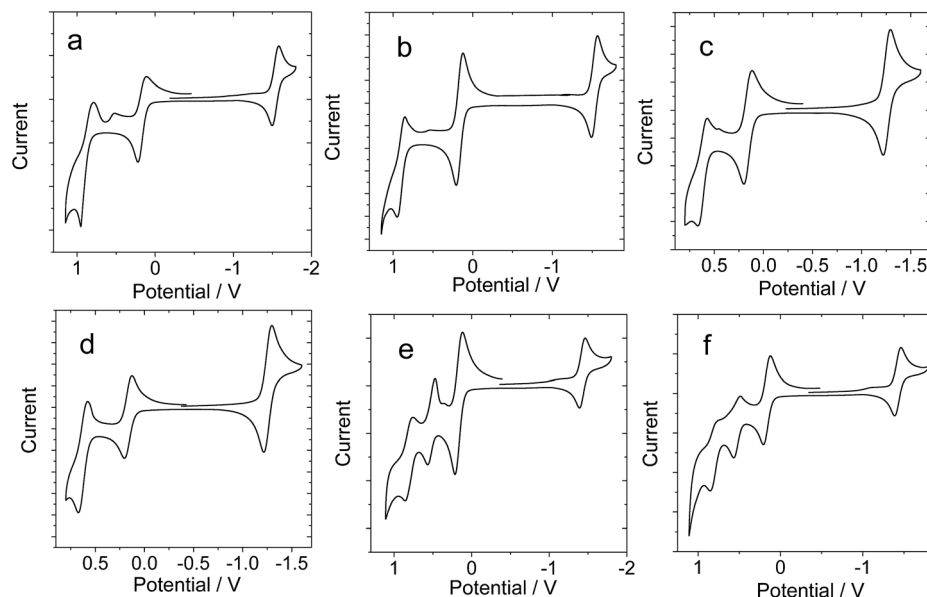 a
Current
1 0 -1 -2
Potential / V
b
Current
1 0 -1
Potential / V
c
Current
0.5 0.0 -0.5 -1.0 -1.5
Potential / V
d
Current
0.5 0.0 -0.5 -1.0 -1.5
Potential / V
e
Current
1 0 -1 -2
Potential / V
f
Current
1 0 -1
Potential / V